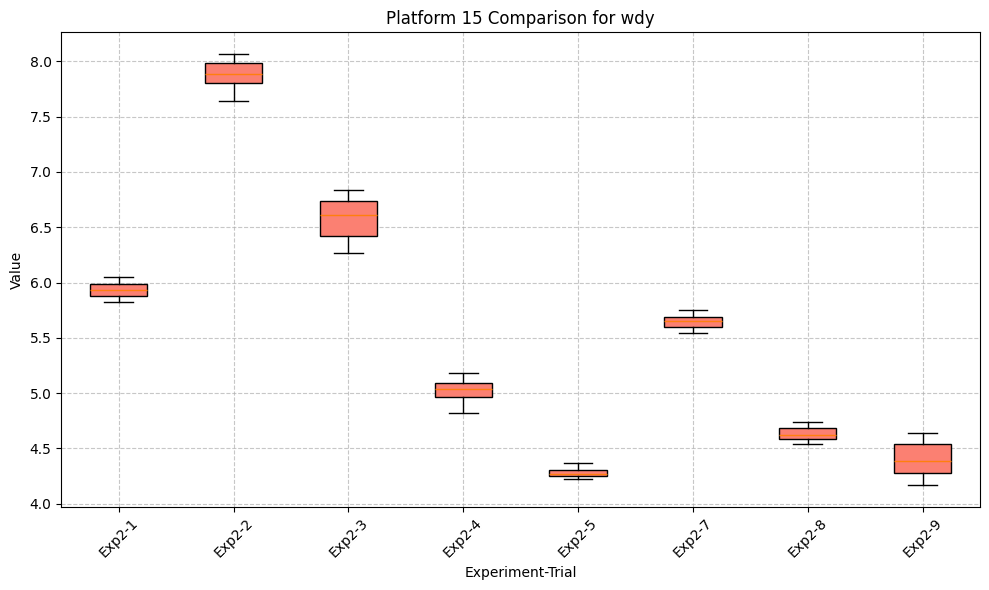 Platform 15 Comparison for wdy
Value
8.0
7.5
7.0
6.5
6.0
5.5
5.0
4.5
4.0
Exp2-1
Exp2-2
Exp2-3
Exp2-4
Exp2-5
Exp2-7
Exp2-8
Exp2-9
Experiment-Trial